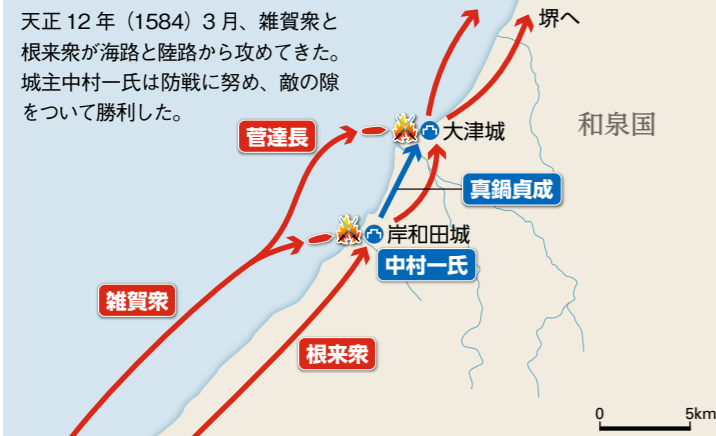 天正12年（1584）3月、雑賀衆と
根来衆が海路と陸路から攻めてきた。
城主中村一氏は防戦に努め、敵の隙
をついて勝利した。
堺へ
菅達長
大津城
和泉国
真鍋貞成
岸和田城
中村一氏
雑賀衆
根来衆
0 5km